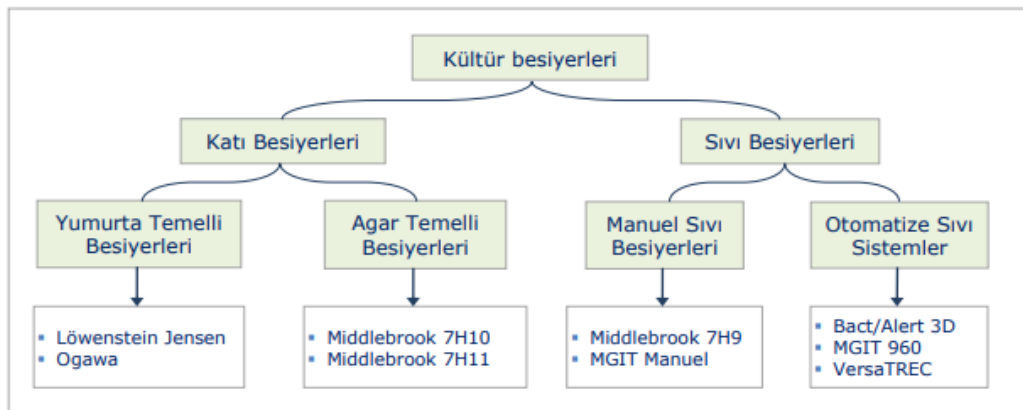 Kültür besiyerleri
Katı Besiyerleri
Sıvı Besiyerleri
Yumurta Temelli
Besiyerleri
Agar Temelli
Besiyerleri
Manuel Sıvı
Besiyerleri
Otomatize Sıvı
Sistemler
▪ Löwenstein Jensen
▪ Ogawa
▪ Middlebrook 7H10
▪ Middlebrook 7H11
▪ Middlebrook 7H9
▪ MGIT Manuel
▪ Bact/Alert 3D
▪ MGIT 960
▪ VersaTREC